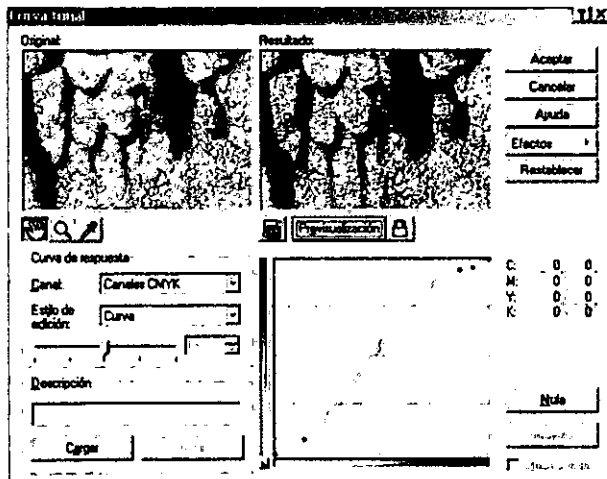 Curva tonal
Original:
Resultado:
Aceptar
Cancelar
Ayuda
Efectos
Restablecer
Previsualización
Curva de respuesta
Canal:
Canales CMYK
Estilo de
edición:
Curva
Descripción
Cargar
C: 0 0
M: 0 0
Y: 0 0
K: 0 0
Nula